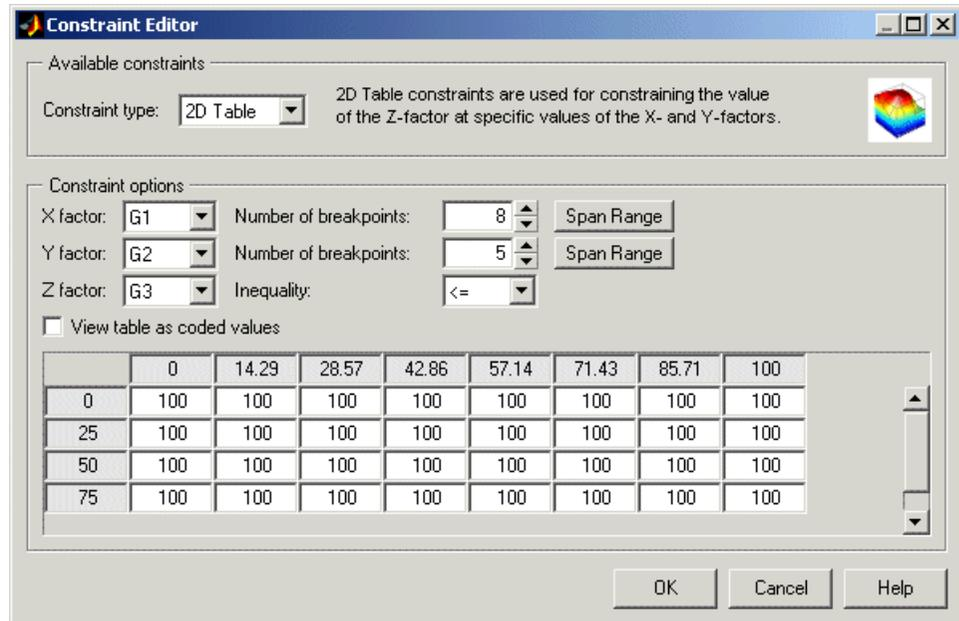 Constraint Editor
Available constraints
Constraint type: 2D Table 2D Table constraints are used for constraining the value
of the Z-factor at specific values of the X- and Y-factors.
Constraint options
X factor: G1 Number of breakpoints: 8 Span Range
Y factor: G2 Number of breakpoints: 5 Span Range
Z factor: G3 Inequality: <=
View table as coded values
0 14.29 28.57 42.86 57.14 71.43 85.71 100
0 100 100 100 100 100 100 100 100
25 100 100 100 100 100 100 100 100
50 100 100 100 100 100 100 100 100
75 100 100 100 100 100 100 100 100
OK Cancel Help